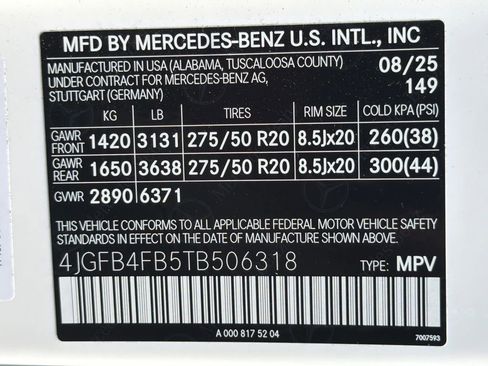 MFD BY MERCEDES-BENZ U.S. INTL., INC
MANUFACTURED IN USA (ALABAMA, TUSCALOOSA COUNTY) 08/25
UNDER CONTRACT FOR MERCEDES-BENZ AG, 149
STUTTGART (GERMANY)
KG LB TIRES RIM SIZE COLD KPA (PSI)
GAWR FRONT 1420 3131 275/50 R20 8.5Jx20 260(38)
GAWR REAR 1650 3638 275/50 R20 8.5Jx20 300(44)
GVWR 2890 6371
THIS VEHICLE CONFORMS TO ALL APPLICABLE FEDERAL MOTOR VEHICLE SAFETY
STANDARDS IN EFFECT ON THE DATE OF MANUFACTURE SHOWN ABOVE.
4JGFB4FB5TB506318 TYPE: MPV
A 000 817 52 04
7007593